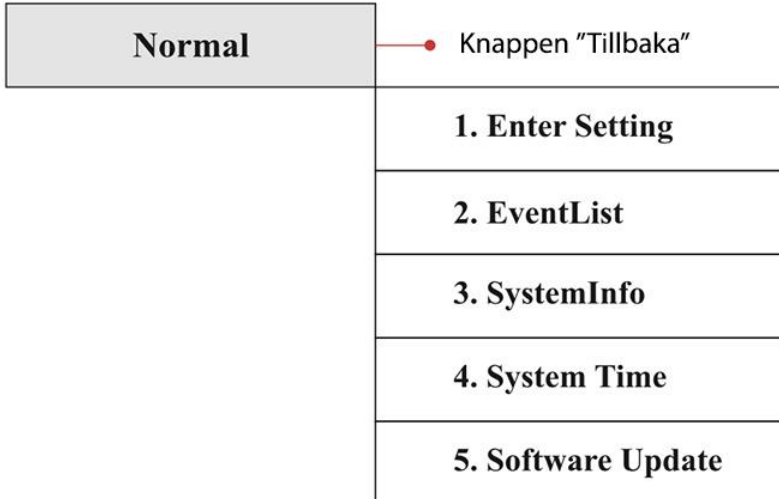 Normal
Knappen ”Tillbaka”
1. Enter Setting
2. EventList
3. SystemInfo
4. System Time
5. Software Update